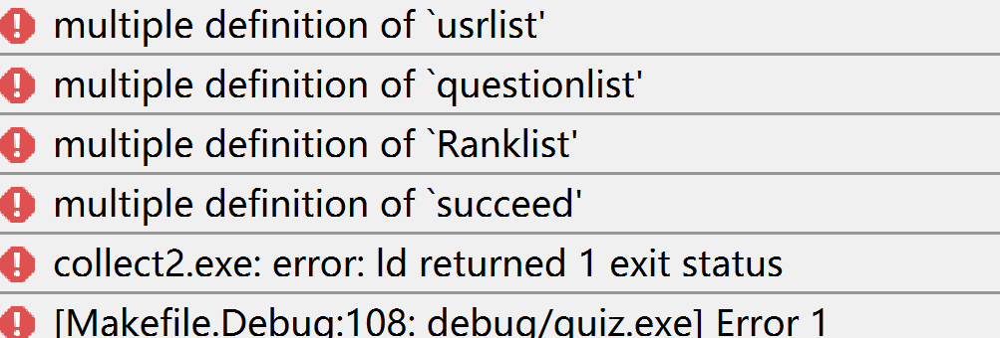 multiple definition of `usrlist'
multiple definition of `questionlist'
multiple definition of `Ranklist'
multiple definition of `succeed'
collect2.exe: error: ld returned 1 exit status
[Makefile.Debug:108: debug/quiz.exe] Error 1